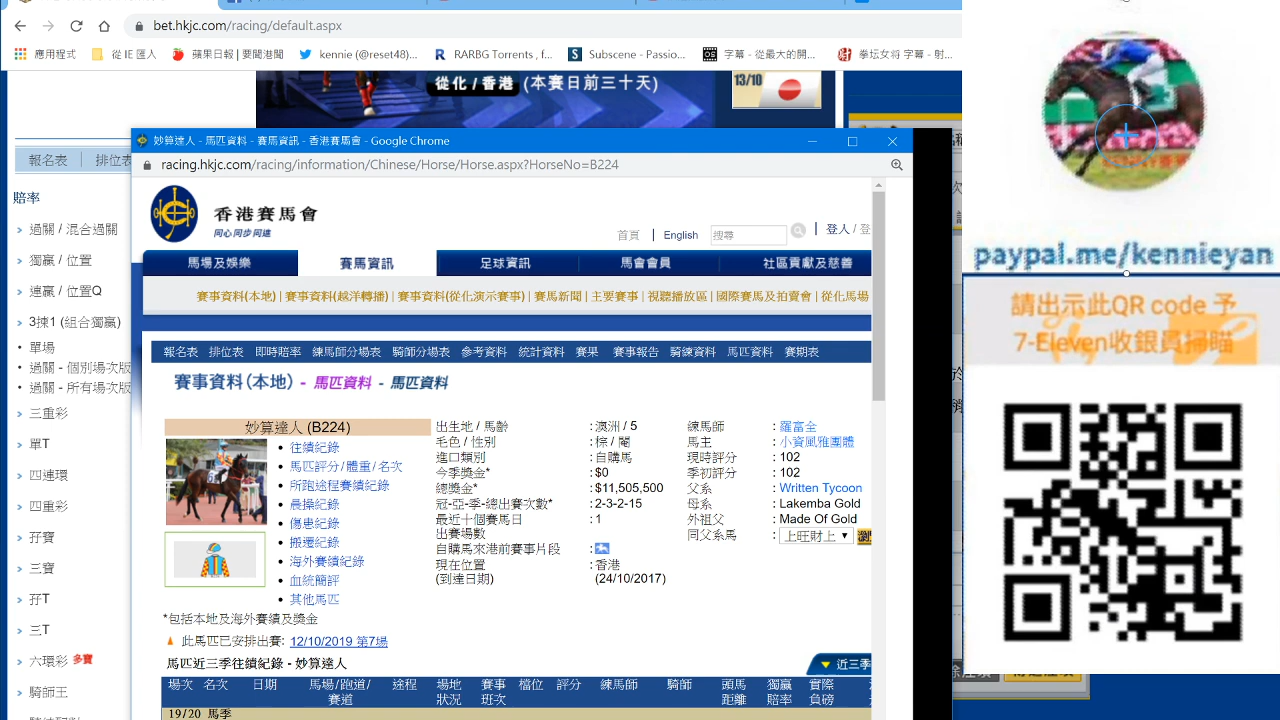 bet.hkjc.com/racing/default.aspx
應用程式
從 IE 匯入
蘋果日報 | 要聞港聞
kennie (@reset48)...
RARBG Torrents , f...
Subscene - Passio...
字幕 - 從最大的開...
拳坛女将 字幕 - 射...
從化 / 香港 (本賽日前三十天)
13/10
報名表
排位表
妙算達人 - 馬匹資料 - 賽馬資訊 - 香港賽馬會 - Google Chrome
racing.hkjc.com/racing/information/Chinese/Horse/Horse.aspx?HorseNo=B224
賠率
過關 / 混合過關
獨贏 / 位置
連贏 / 位置Q
3揀1 (組合獨贏)
單場
過關 - 個別場次版
過關 - 所有場次版
三重彩
單T
四連環
四重彩
孖寶
三寶
孖T
三T
六環彩 多寶
騎師王
香港賽馬會
同心同步同進
首頁 | English
搜尋
登入 / 登
馬場及娛樂
賽馬資訊
足球資訊
馬會會員
社區貢獻及慈善
賽事資料(本地) | 賽事資料(越洋轉播) | 賽事資料(從化演示賽事) | 賽馬新聞 | 主要賽事 | 視聽播放區 | 國際賽馬及拍賣會 | 從化馬場
報名表 排位表 即時賠率 練馬師分場表 騎師分場表 參考資料 統計資料 賽果 賽事報告 騎練資料 馬匹資料 賽期表
賽事資料(本地) - 馬匹資料 - 馬匹資料
妙算達人 (B224)
往績紀錄
馬匹評分/體重/名次
所跑途程賽績紀錄
晨操紀錄
傷患紀錄
搬遷紀錄
海外賽績紀錄
血統簡評
其他馬匹
出生地 / 馬齡 : 澳洲 / 5
毛色 / 性別 : 棕 / 閹
進口類別 : 自購馬
今季獎金* : $0
總獎金* : $11,505,500
冠-亞-季-總出賽次數* : 2-3-2-15
最近十個賽馬日 : 1
出賽場數
自購馬來港前賽事片段 :
現在位置 : 香港
(到達日期) (24/10/2017)
練馬師 : 羅富全
馬主 : 小資風雅團體
現時評分 : 102
季初評分 : 102
父系 : Written Tycoon
母系 : Lakemba Gold
外祖父 : Made Of Gold
同父系馬 : 上旺財上
*包括本地及海外賽績及獎金
此馬匹已安排出賽: 12/10/2019 第7場
馬匹近三季往績紀錄 - 妙算達人
近三季
場次 名次 日期 馬場/跑道/ 途程 場地 賽事 檔位 評分 練馬師 騎師 頭馬 獨贏 實際
賽道 狀況 班次 距離 賠率 負磅
19/20 馬季
paypal.me/kennieyan
請出示此QR code 予
7-Eleven收銀員掃瞄